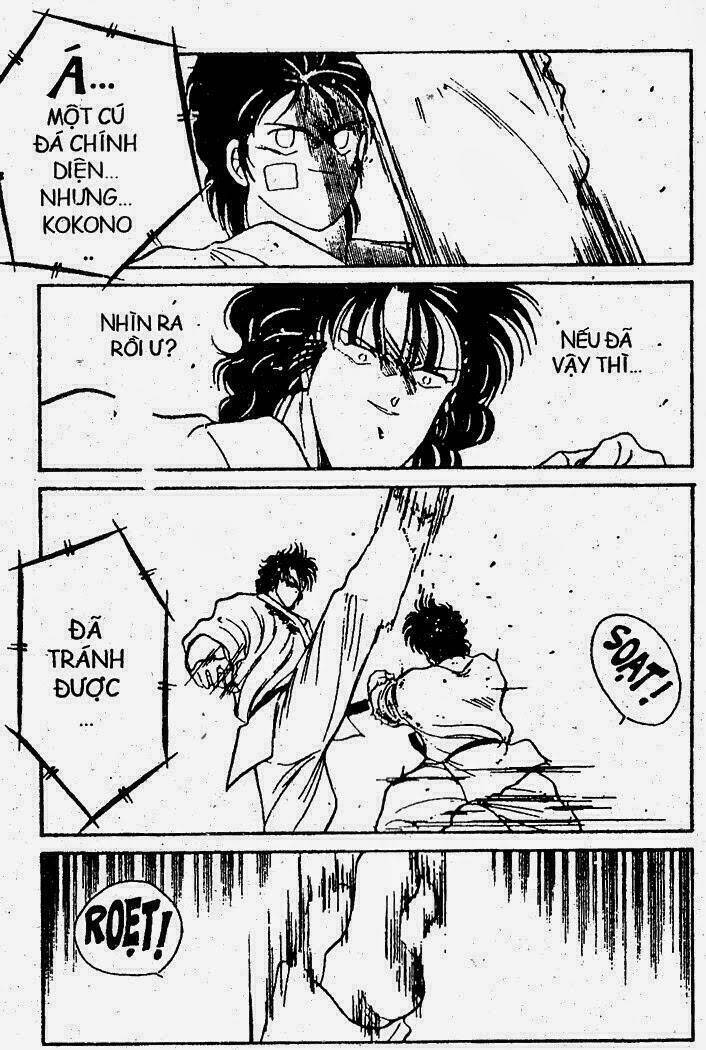 Á...
MỘT CÚ
ĐÁ CHÍNH
DIỆN...
NHƯNG...
KOKONO
..
NHÌN RA
RỒI Ư?
NẾU ĐÃ
VẬY THÌ...
ĐÃ
TRÁNH
ĐƯỢC
...
SOẠT!
ROẸT!